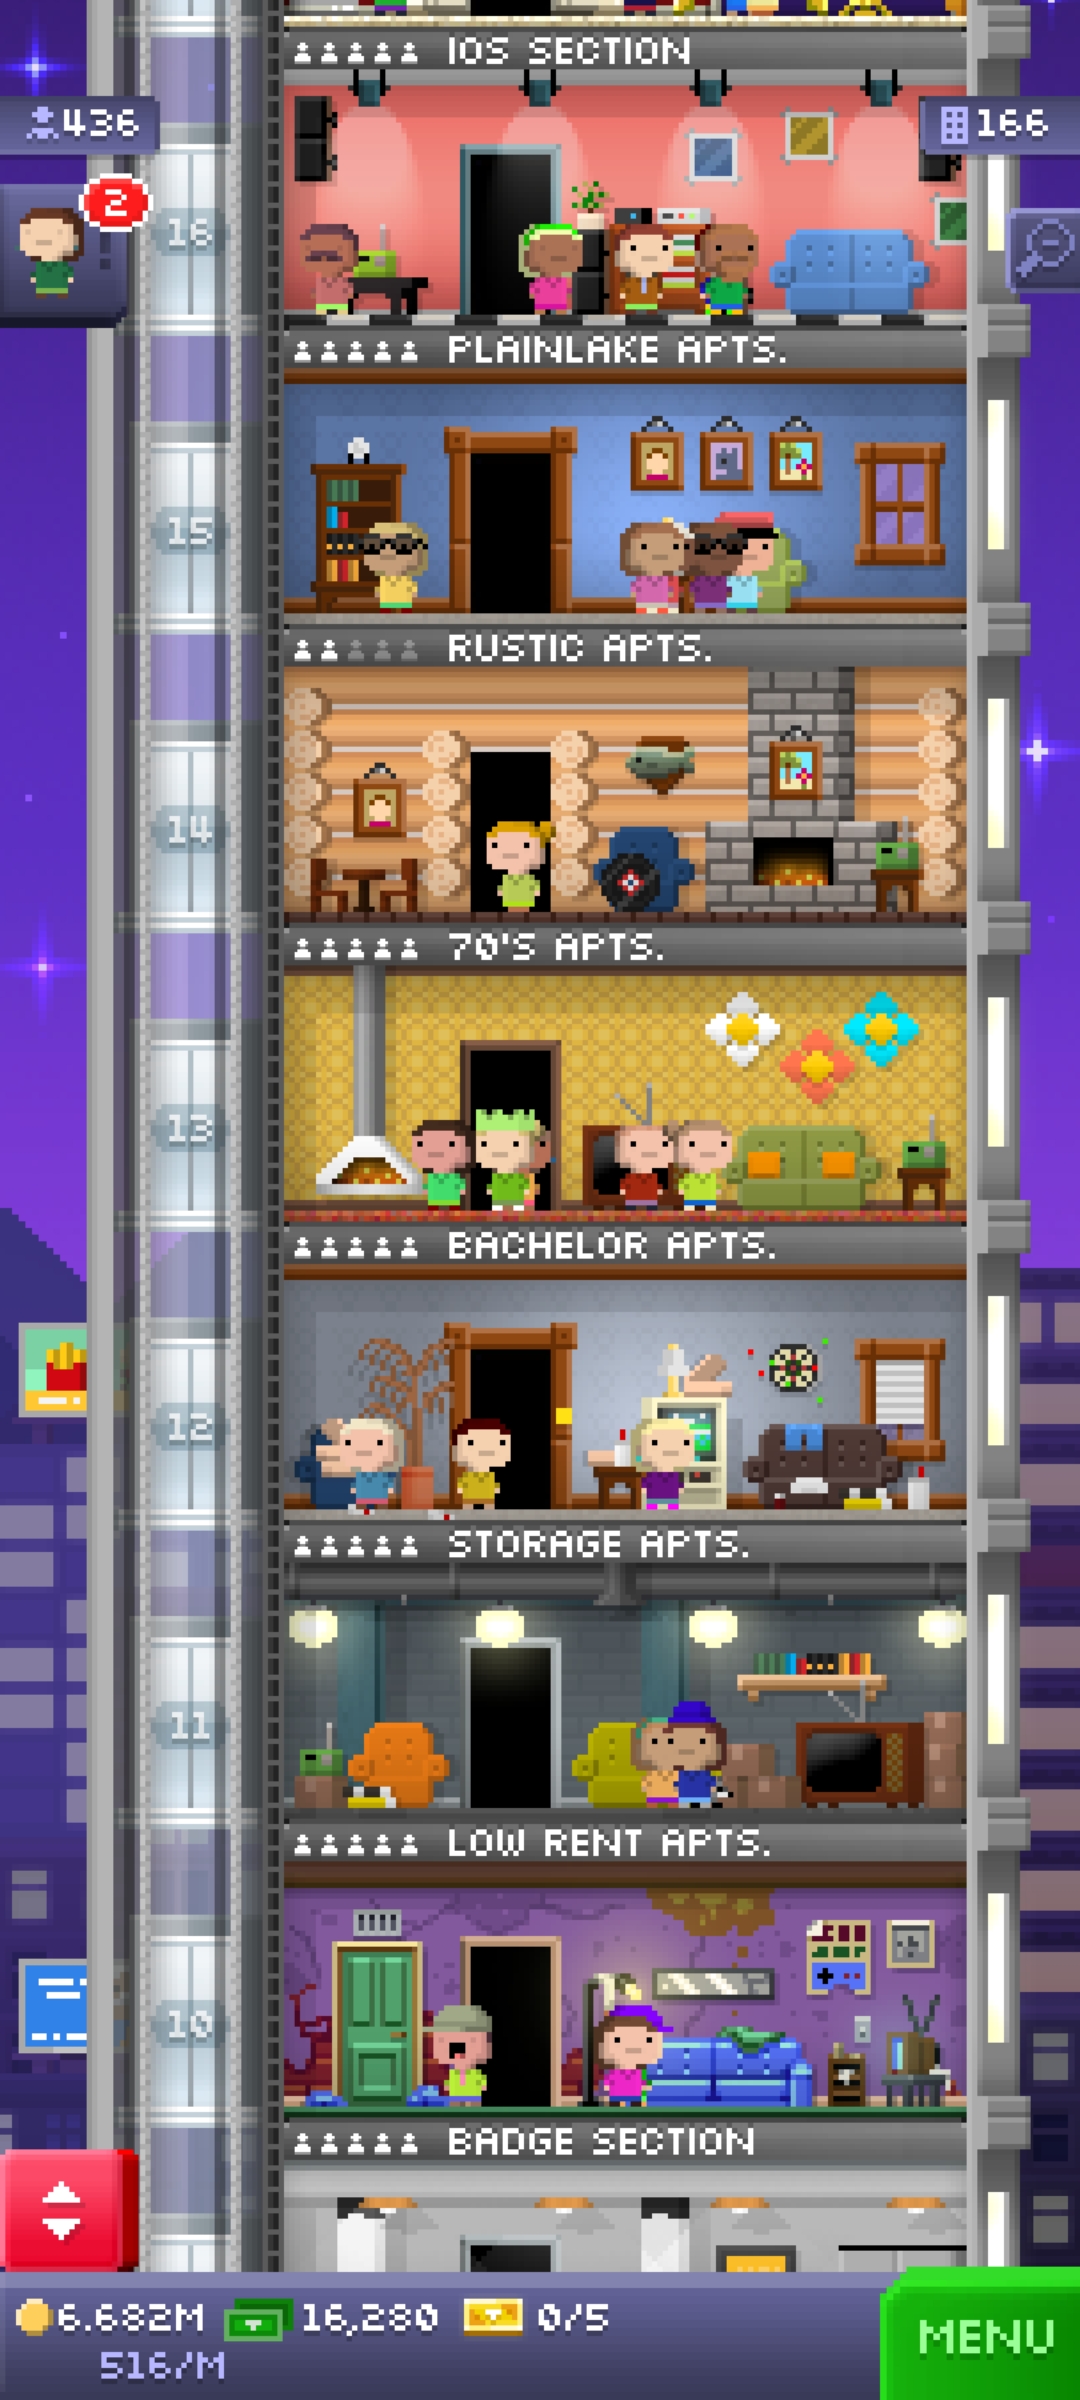 IOS SECTION
436
166
2
16
PLAINLAKE APTS.
15
RUSTIC APTS.
14
70'S APTS.
13
BACHELOR APTS.
12
STORAGE APTS.
11
LOW RENT APTS.
10
BADGE SECTION
6.682M
16,280
0/5
516/M
MENU